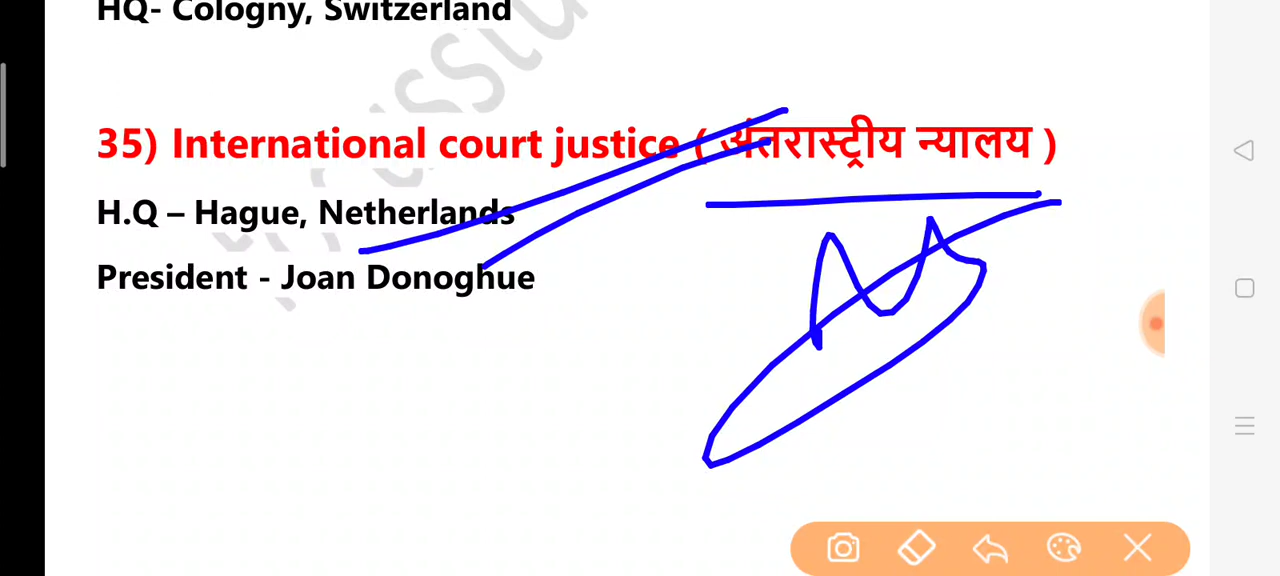 HQ- Cologny, Switzerland
35) International court justice ( अंतरास्ट्रीय न्यालय )
H.Q – Hague, Netherlands
President - Joan Donoghue